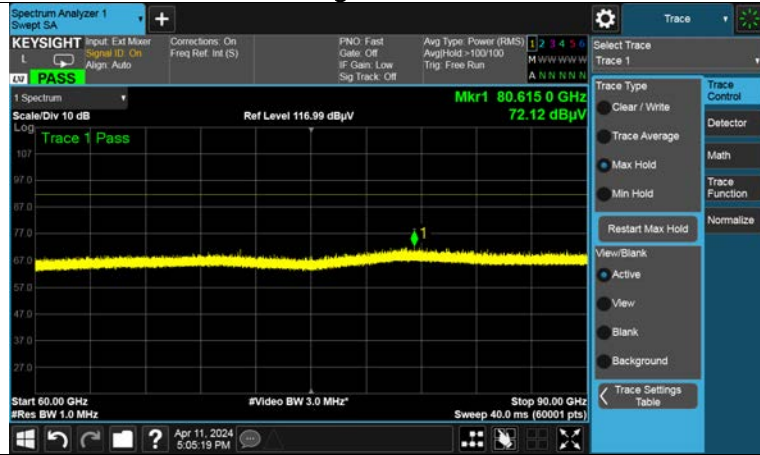 Spectrum Analyzer 1
Swept SA
Trace
KEYSIGHT
Input: Ext Mixer
Corrections: On
PNO: Fast
Avg Type: Power (RMS)
1 2 3 4 5 6
L
Signal ID: On
Freq Ref: Int (S)
Gate: Off
Avg|Hold:>100/100
M W W W W W
Align: Auto
IF Gain: Low
Trig: Free Run
A N N N N N
Sig Track: Off
LXI PASS
Select Trace
Trace 1
1 Spectrum
Mkr1 80.615 0 GHz
Scale/Div 10 dB
Ref Level 116.99 dBµV
72.12 dBµV
Log
Trace 1 Pass
107
97.0
87.0
77.0
67.0
57.0
47.0
37.0
27.0
1
Start 60.00 GHz
#Video BW 3.0 MHz*
Stop 90.00 GHz
#Res BW 1.0 MHz
Sweep 40.0 ms (60001 pts)
Trace Type
Clear / Write
Trace Average
Max Hold
Min Hold
Restart Max Hold
View/Blank
Active
View
Blank
Background
Trace Settings
Table
Trace
Control
Detector
Math
Trace
Function
Normalize
?
Apr 11, 2024
5:05:19 PM